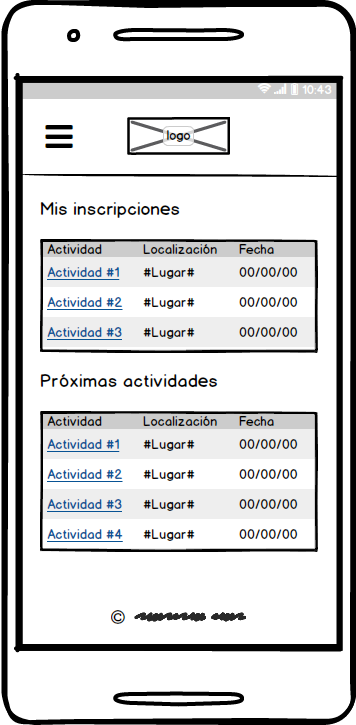 10:43
logo
Mis inscripciones
Actividad Localización Fecha
Actividad #1 #Lugar# 00/00/00
Actividad #2 #Lugar# 00/00/00
Actividad #3 #Lugar# 00/00/00
Próximas actividades
Actividad Localización Fecha
Actividad #1 #Lugar# 00/00/00
Actividad #2 #Lugar# 00/00/00
Actividad #3 #Lugar# 00/00/00
Actividad #4 #Lugar# 00/00/00
©